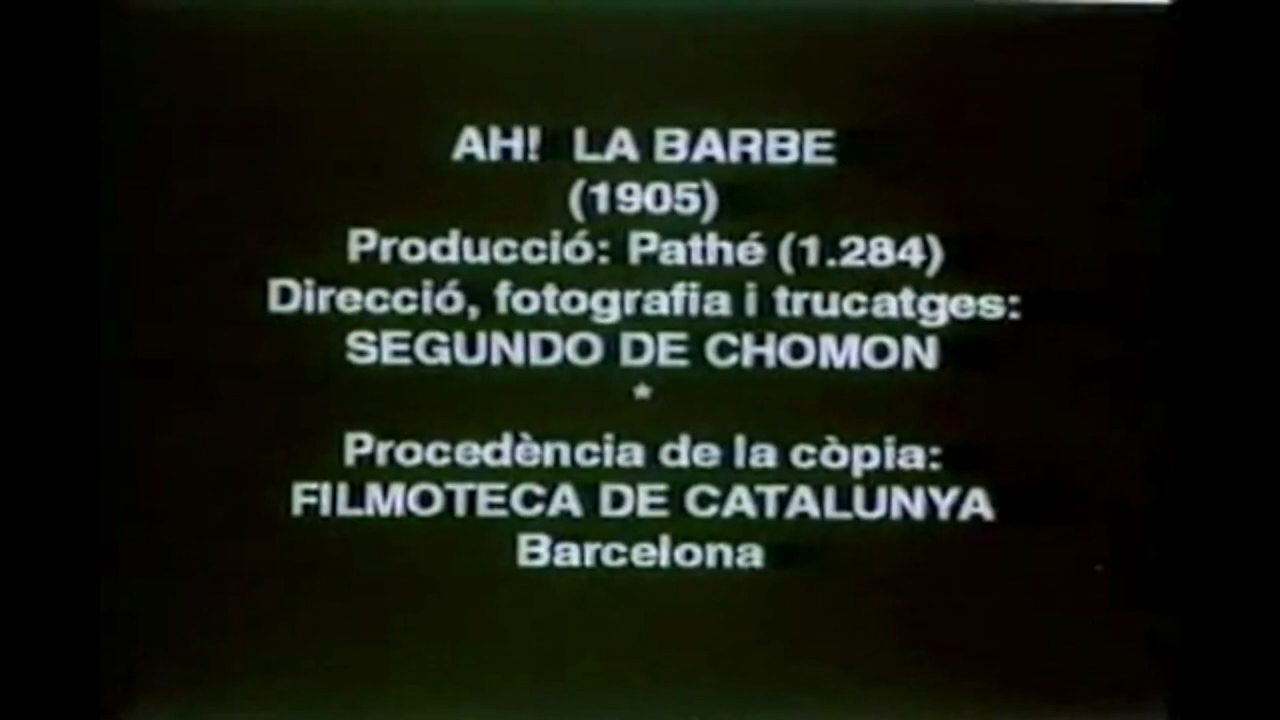 AH! LA BARBE
(1905)
Producció: Pathé (1.284)
Direcció, fotografia i trucatges:
SEGUNDO DE CHOMON
*
Procedència de la còpia:
FILMOTECA DE CATALUNYA
Barcelona